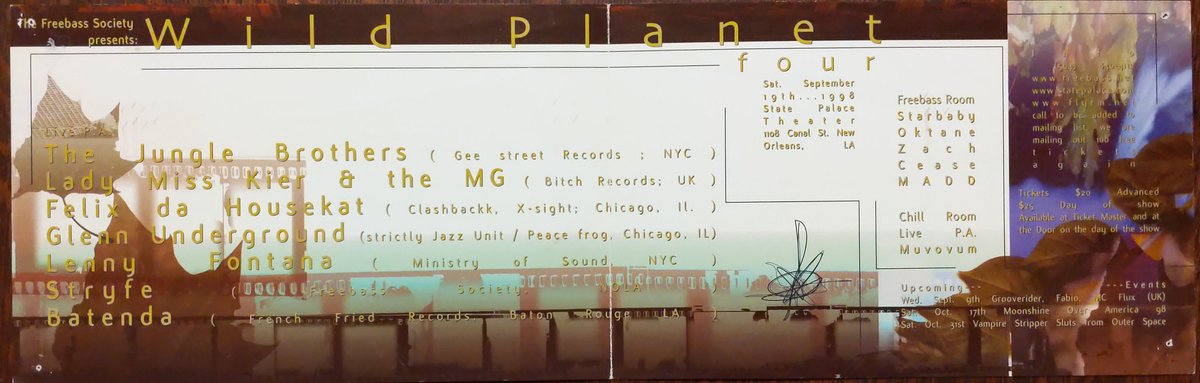 The Freebass Society
presents:
Wild Planet
four
Sat. September
19th...1998
State Palace
Theater
1108 Canal St. New
Orleans, LA
Live P.A.
The Jungle Brothers ( Gee street Records ; NYC )
Lady Miss Kier & the MG ( Bitch Records; UK )
Felix da Housekat ( Clashbackk, X-sight; Chicago, IL. )
Glenn Underground (strictly Jazz Unit / Peace frog, Chicago, IL)
Lenny Fontana ( Ministry of Sound, NYC )
Stryfe ( Freebass Society. NOLA )
Batenda ( French Fried Records, Baton Rouge LA )
Freebass Room
Starbaby
Oktane
Zach
Cease
MADD
Chill Room
Live P.A.
Muvovum
Upcoming-- ---Events
Wed. Sept. 9th Grooverider, Fabio, MC Flux (UK)
Sat. Oct. 17th Moonshine Over America 98
Sat. Oct. 31st Vampire Stripper Sluts from Outer Space
www.statepalace.com
call to be added to
mailing list, we are
mailing out sub free
tickets
again
Tickets $20 Advanced
$25 Day of show
Available at Ticket Master and at
the Door on the day of the show